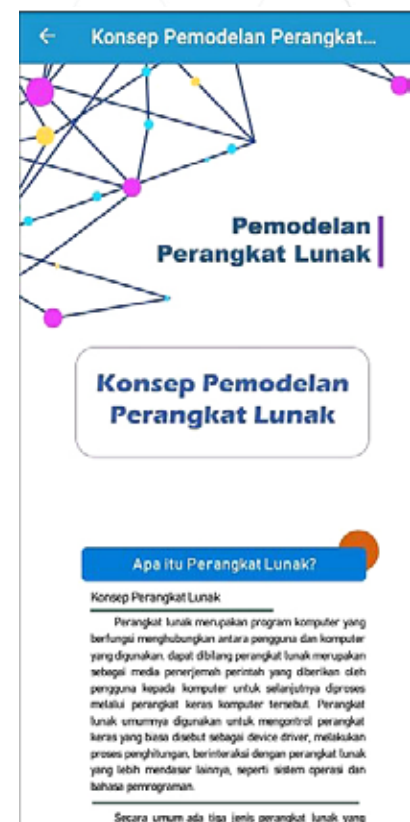 Konsep Pemodelan Perangkat...
Pemodelan
Perangkat Lunak
Konsep Pemodelan
Perangkat Lunak
Apa itu Perangkat Lunak?
Konsep Perangkat Lunak
Perangkat lunak merupakan program komputer yang
berfungsi menghubungkan antara pengguna dan komputer
yang digunakan. dapat dibilang perangkat lunak merupakan
sebagai media penerjemah perintah yang diberikan oleh
pengguna kepada komputer untuk selanjutnya diproses
melalui perangkat keras komputer tersebut. Perangkat
lunak umumnya digunakan untuk mengontrol perangkat
keras yang biasa disebut sebagai device driver, melakukan
proses penghitungan, berinteraksi dengan perangkat lunak
yang lebih mendasar lainnya, seperti sistem operasi dan
bahasa pemrograman.
Secara umum ada tiga jenis perangkat lunak yang